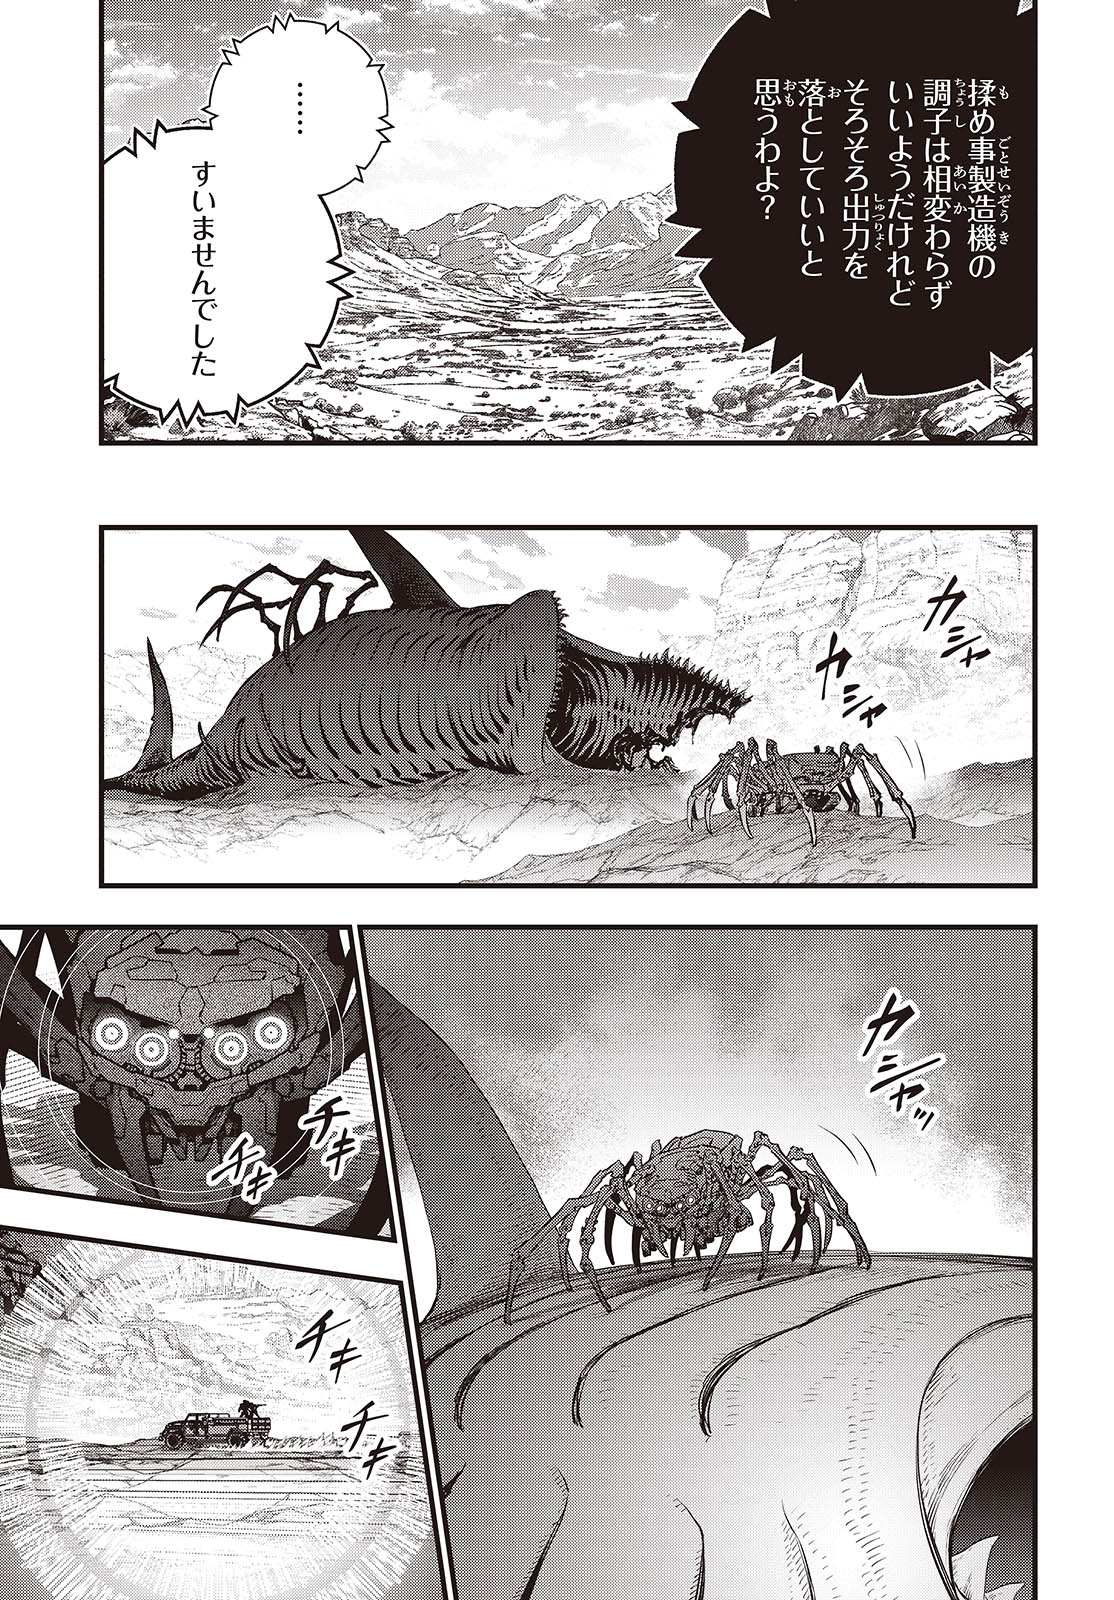 揉め事製造機の
調子は相変わらず
いいようだけれど
そろそろ出力を
落としていいと
思うわよ?
……
すいませんでした
カシャ
カシャ
カシャッ
チキ
チキ
チキ
チキ